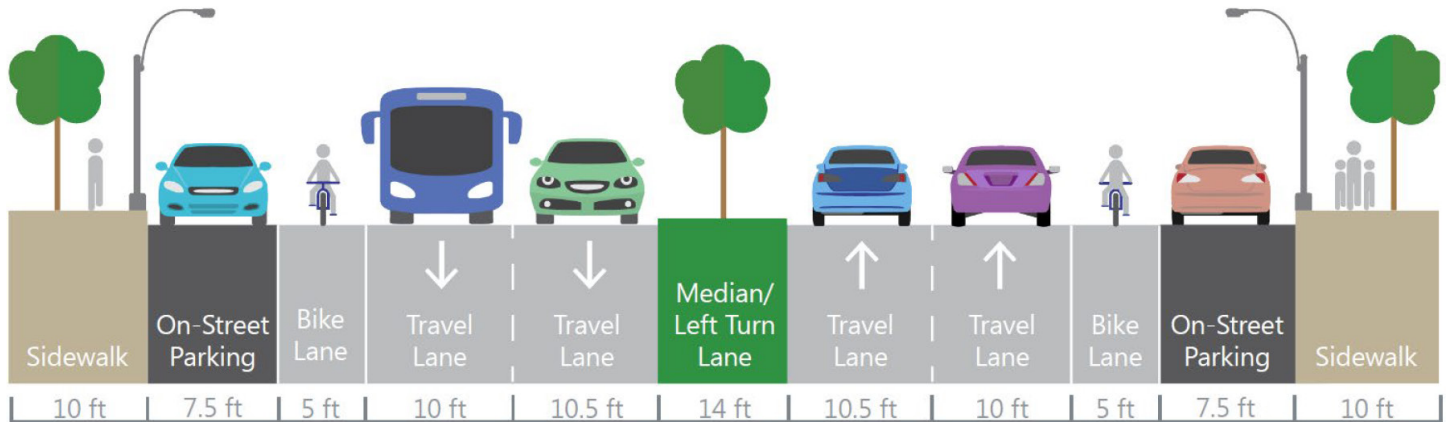 Sidewalk
On-Street
Parking
Bike
Lane
Travel
Lane
Travel
Lane
Median/
Left Turn
Lane
Travel
Lane
Travel
Lane
Bike
Lane
On-Street
Parking
Sidewalk
10 ft
7.5 ft
5 ft
10 ft
10.5 ft
14 ft
10.5 ft
10 ft
5 ft
7.5 ft
10 ft